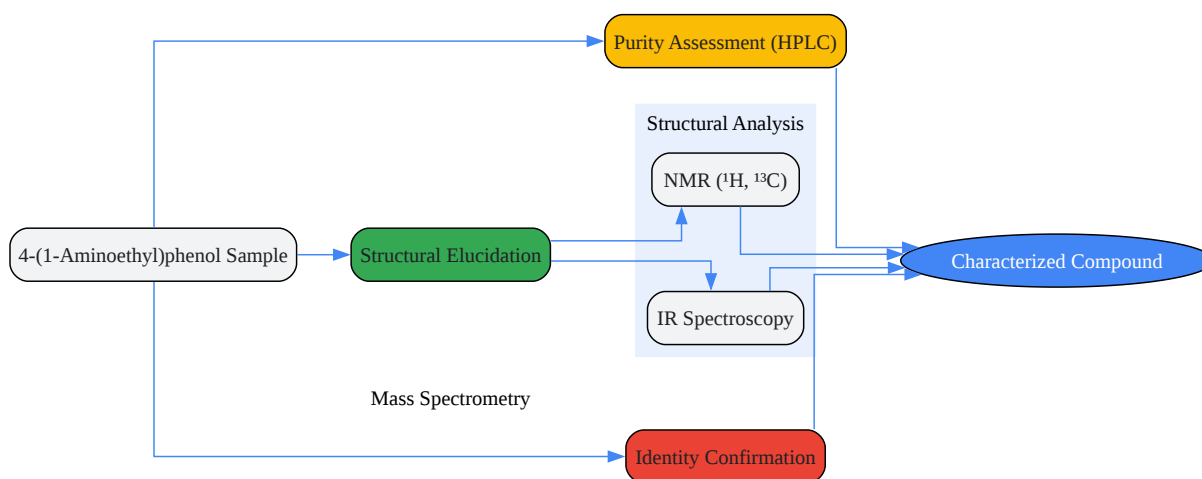 Purity Assessment (HPLC)
Structural Analysis
NMR (¹H, ¹³C)
4-(1-Aminoethyl)phenol Sample
Structural Elucidation
Characterized Compound
IR Spectroscopy
Mass Spectrometry
Identity Confirmation